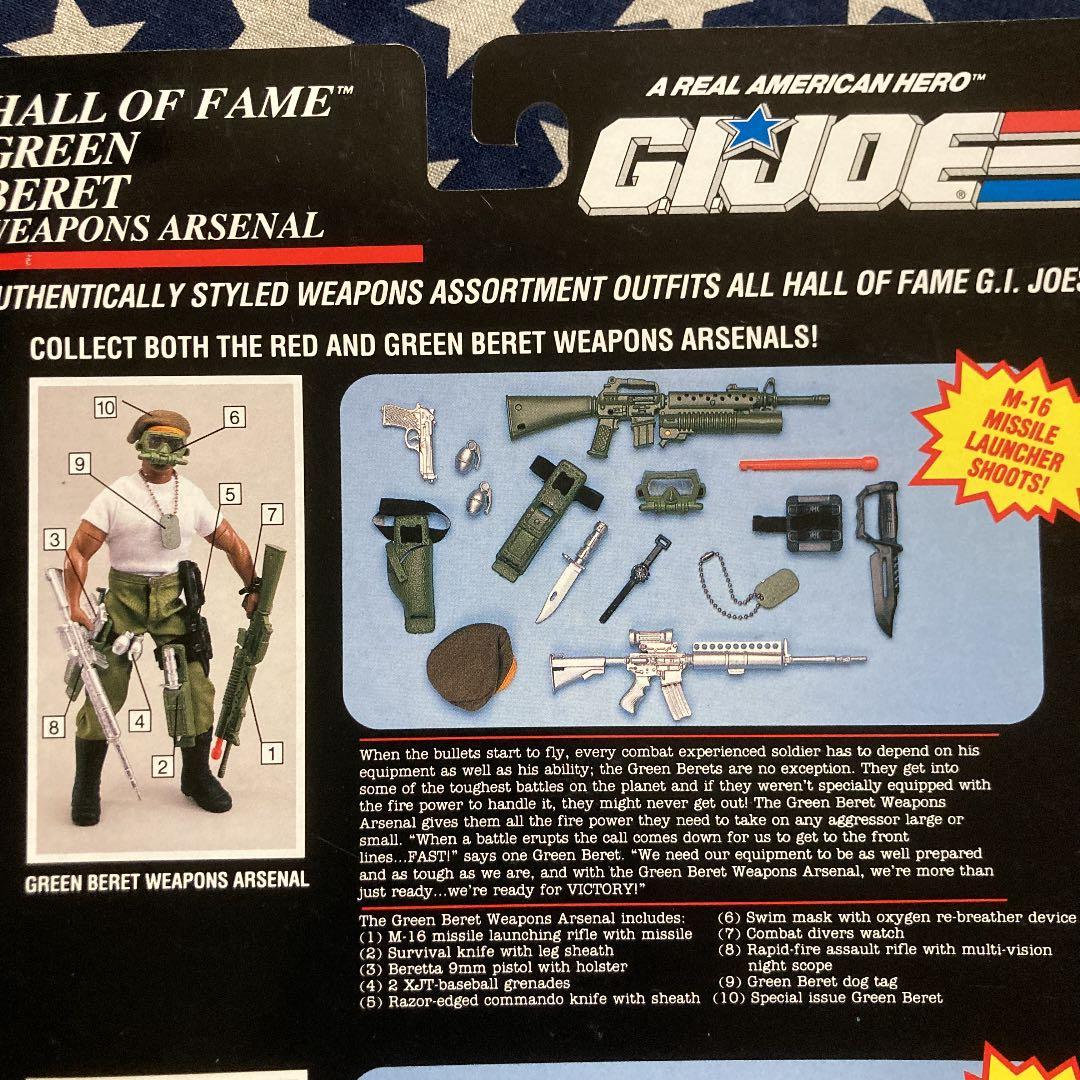 HALL OF FAME™
GREEN
BERET
WEAPONS ARSENAL
A REAL AMERICAN HERO™
G.I. JOE®
AUTHENTICALLY STYLED WEAPONS ASSORTMENT OUTFITS ALL HALL OF FAME G.I. JOES
COLLECT BOTH THE RED AND GREEN BERET WEAPONS ARSENALS!
10
6
9
5
7
3
8
4
2
1
GREEN BERET WEAPONS ARSENAL
M-16
MISSILE
LAUNCHER
SHOOTS!
When the bullets start to fly, every combat experienced soldier has to depend on his
equipment as well as his ability; the Green Berets are no exception. They get into
some of the toughest battles on the planet and if they weren't specially equipped with
the fire power to handle it, they might never get out! The Green Beret Weapons
Arsenal gives them all the fire power they need to take on any aggressor large or
small. "When a battle erupts the call comes down for us to get to the front
lines...FAST!" says one Green Beret. "We need our equipment to be as well prepared
and as tough as we are, and with the Green Beret Weapons Arsenal, we're more than
just ready...we're ready for VICTORY!"
The Green Beret Weapons Arsenal includes:
(1) M-16 missile launching rifle with missile
(2) Survival knife with leg sheath
(3) Beretta 9mm pistol with holster
(4) 2 XJT-baseball grenades
(5) Razor-edged commando knife with sheath
(6) Swim mask with oxygen re-breather device
(7) Combat divers watch
(8) Rapid-fire assault rifle with multi-vision
night scope
(9) Green Beret dog tag
(10) Special issue Green Beret
M-16
MISSILE